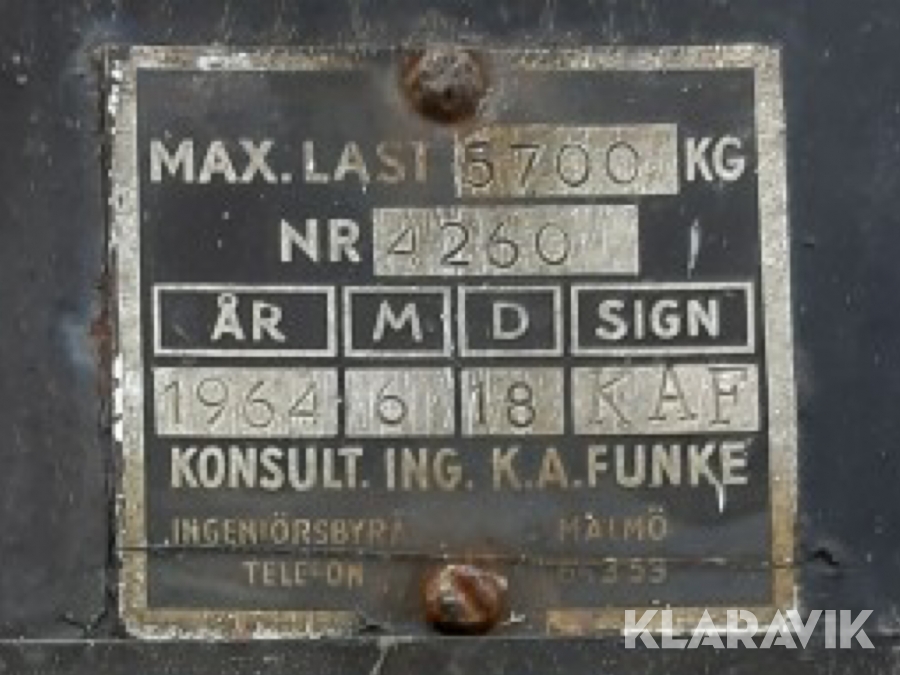 MAX. LAST 5700 KG
NR 4260
ÅR M D SIGN
1964 6 18 KAF
KONSULT. ING. K.A.FUNKE
INGENIÖRSBYRÅ MALMÖ
TELEFON
KLARAVIK